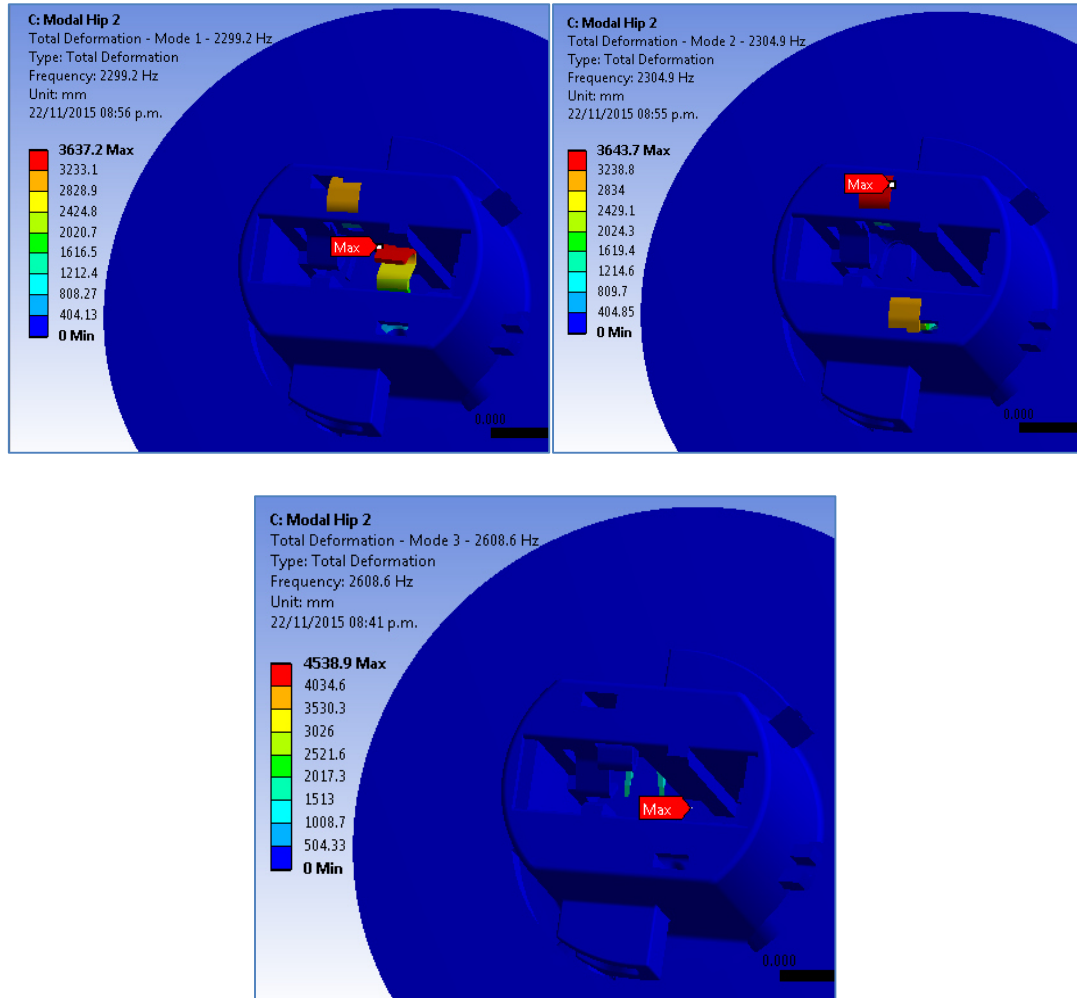 C: Modal Hip 2
Total Deformation - Mode 1 - 2299.2 Hz
Type: Total Deformation
Frequency: 2299.2 Hz
Unit: mm
22/11/2015 08:56 p.m.
3637.2 Max
3233.1
2828.9
2424.8
2020.7
1616.5
1212.4
808.27
404.13
0 Min
Max
0.000
C: Modal Hip 2
Total Deformation - Mode 2 - 2304.9 Hz
Type: Total Deformation
Frequency: 2304.9 Hz
Unit: mm
22/11/2015 08:55 p.m.
3643.7 Max
3238.8
2834
2429.1
2024.3
1619.4
1214.6
809.7
404.85
0 Min
Max
0.000
C: Modal Hip 2
Total Deformation - Mode 3 - 2608.6 Hz
Type: Total Deformation
Frequency: 2608.6 Hz
Unit: mm
22/11/2015 08:41 p.m.
4538.9 Max
4034.6
3530.3
3026
2521.6
2017.3
1513
1008.7
504.33
0 Min
Max
0.000